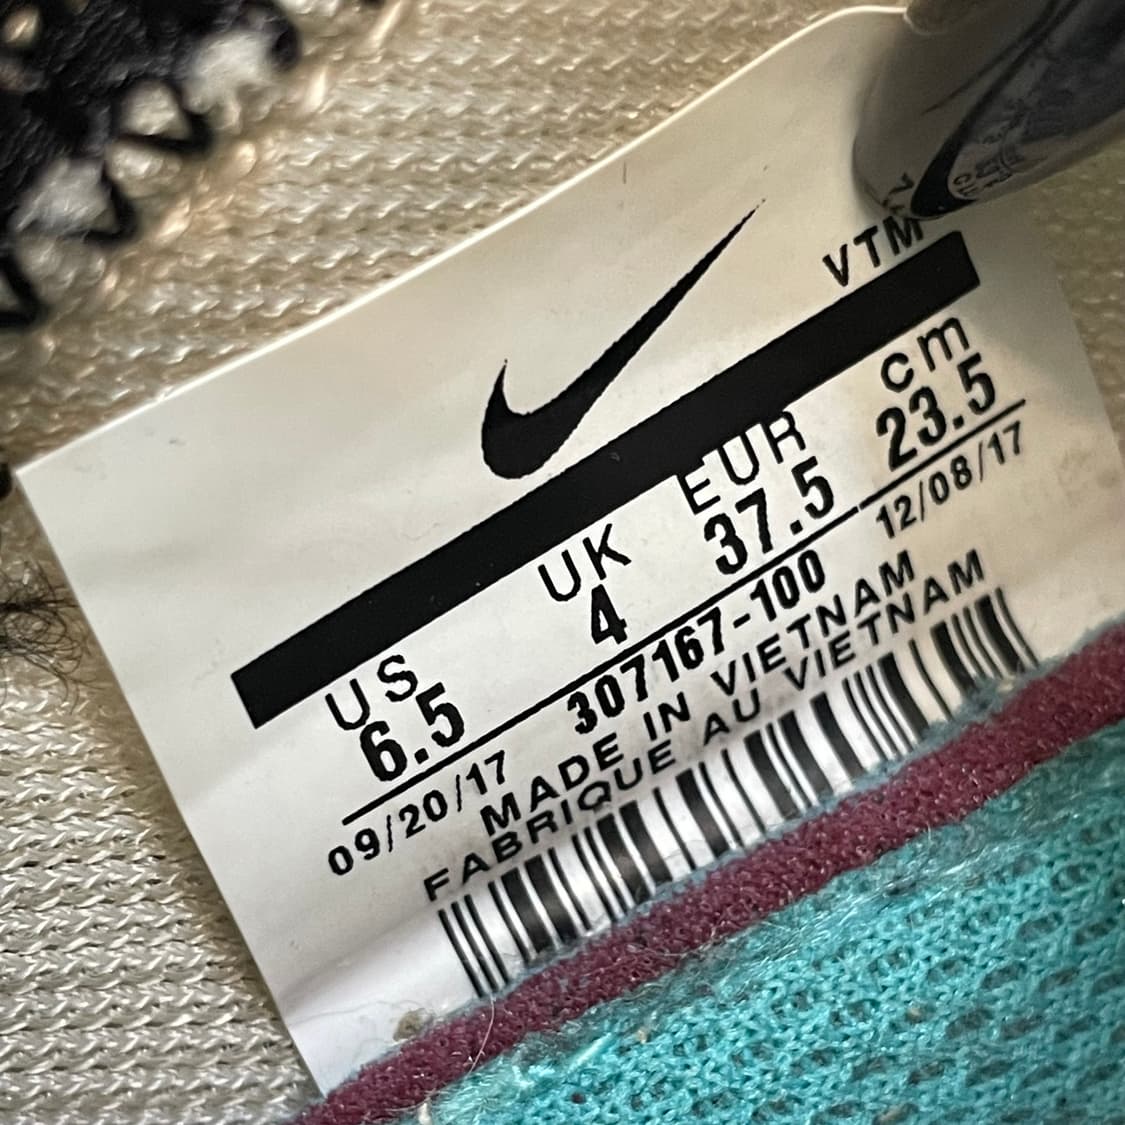 VTM
US UK EUR cm
6.5 4 37.5 23.5
09/20/17 307167-100 12/08/17
MADE IN VIETNAM
FABRIQUE AU VIETNAM